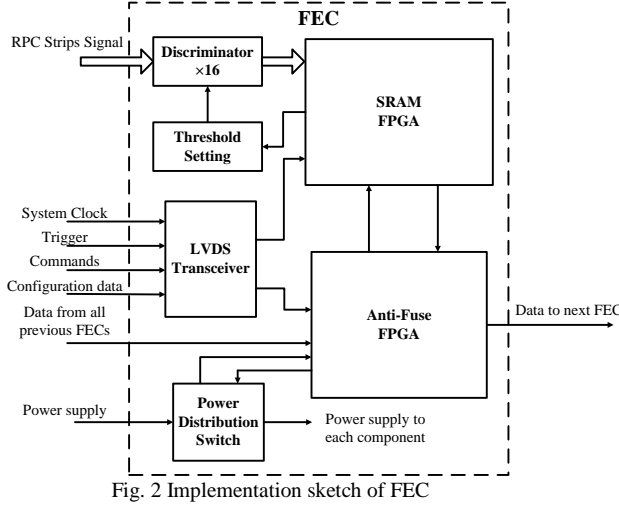 FEC
RPC Strips Signal
Discriminator
×16
SRAM
FPGA
Threshold
Setting
System Clock
Trigger
Commands
Configuration data
LVDS
Transceiver
Data from all
previous FECs
Anti-Fuse
FPGA
Data to next FEC
Power supply
Power
Distribution
Switch
Power supply to
each component
Fig. 2 Implementation sketch of FEC